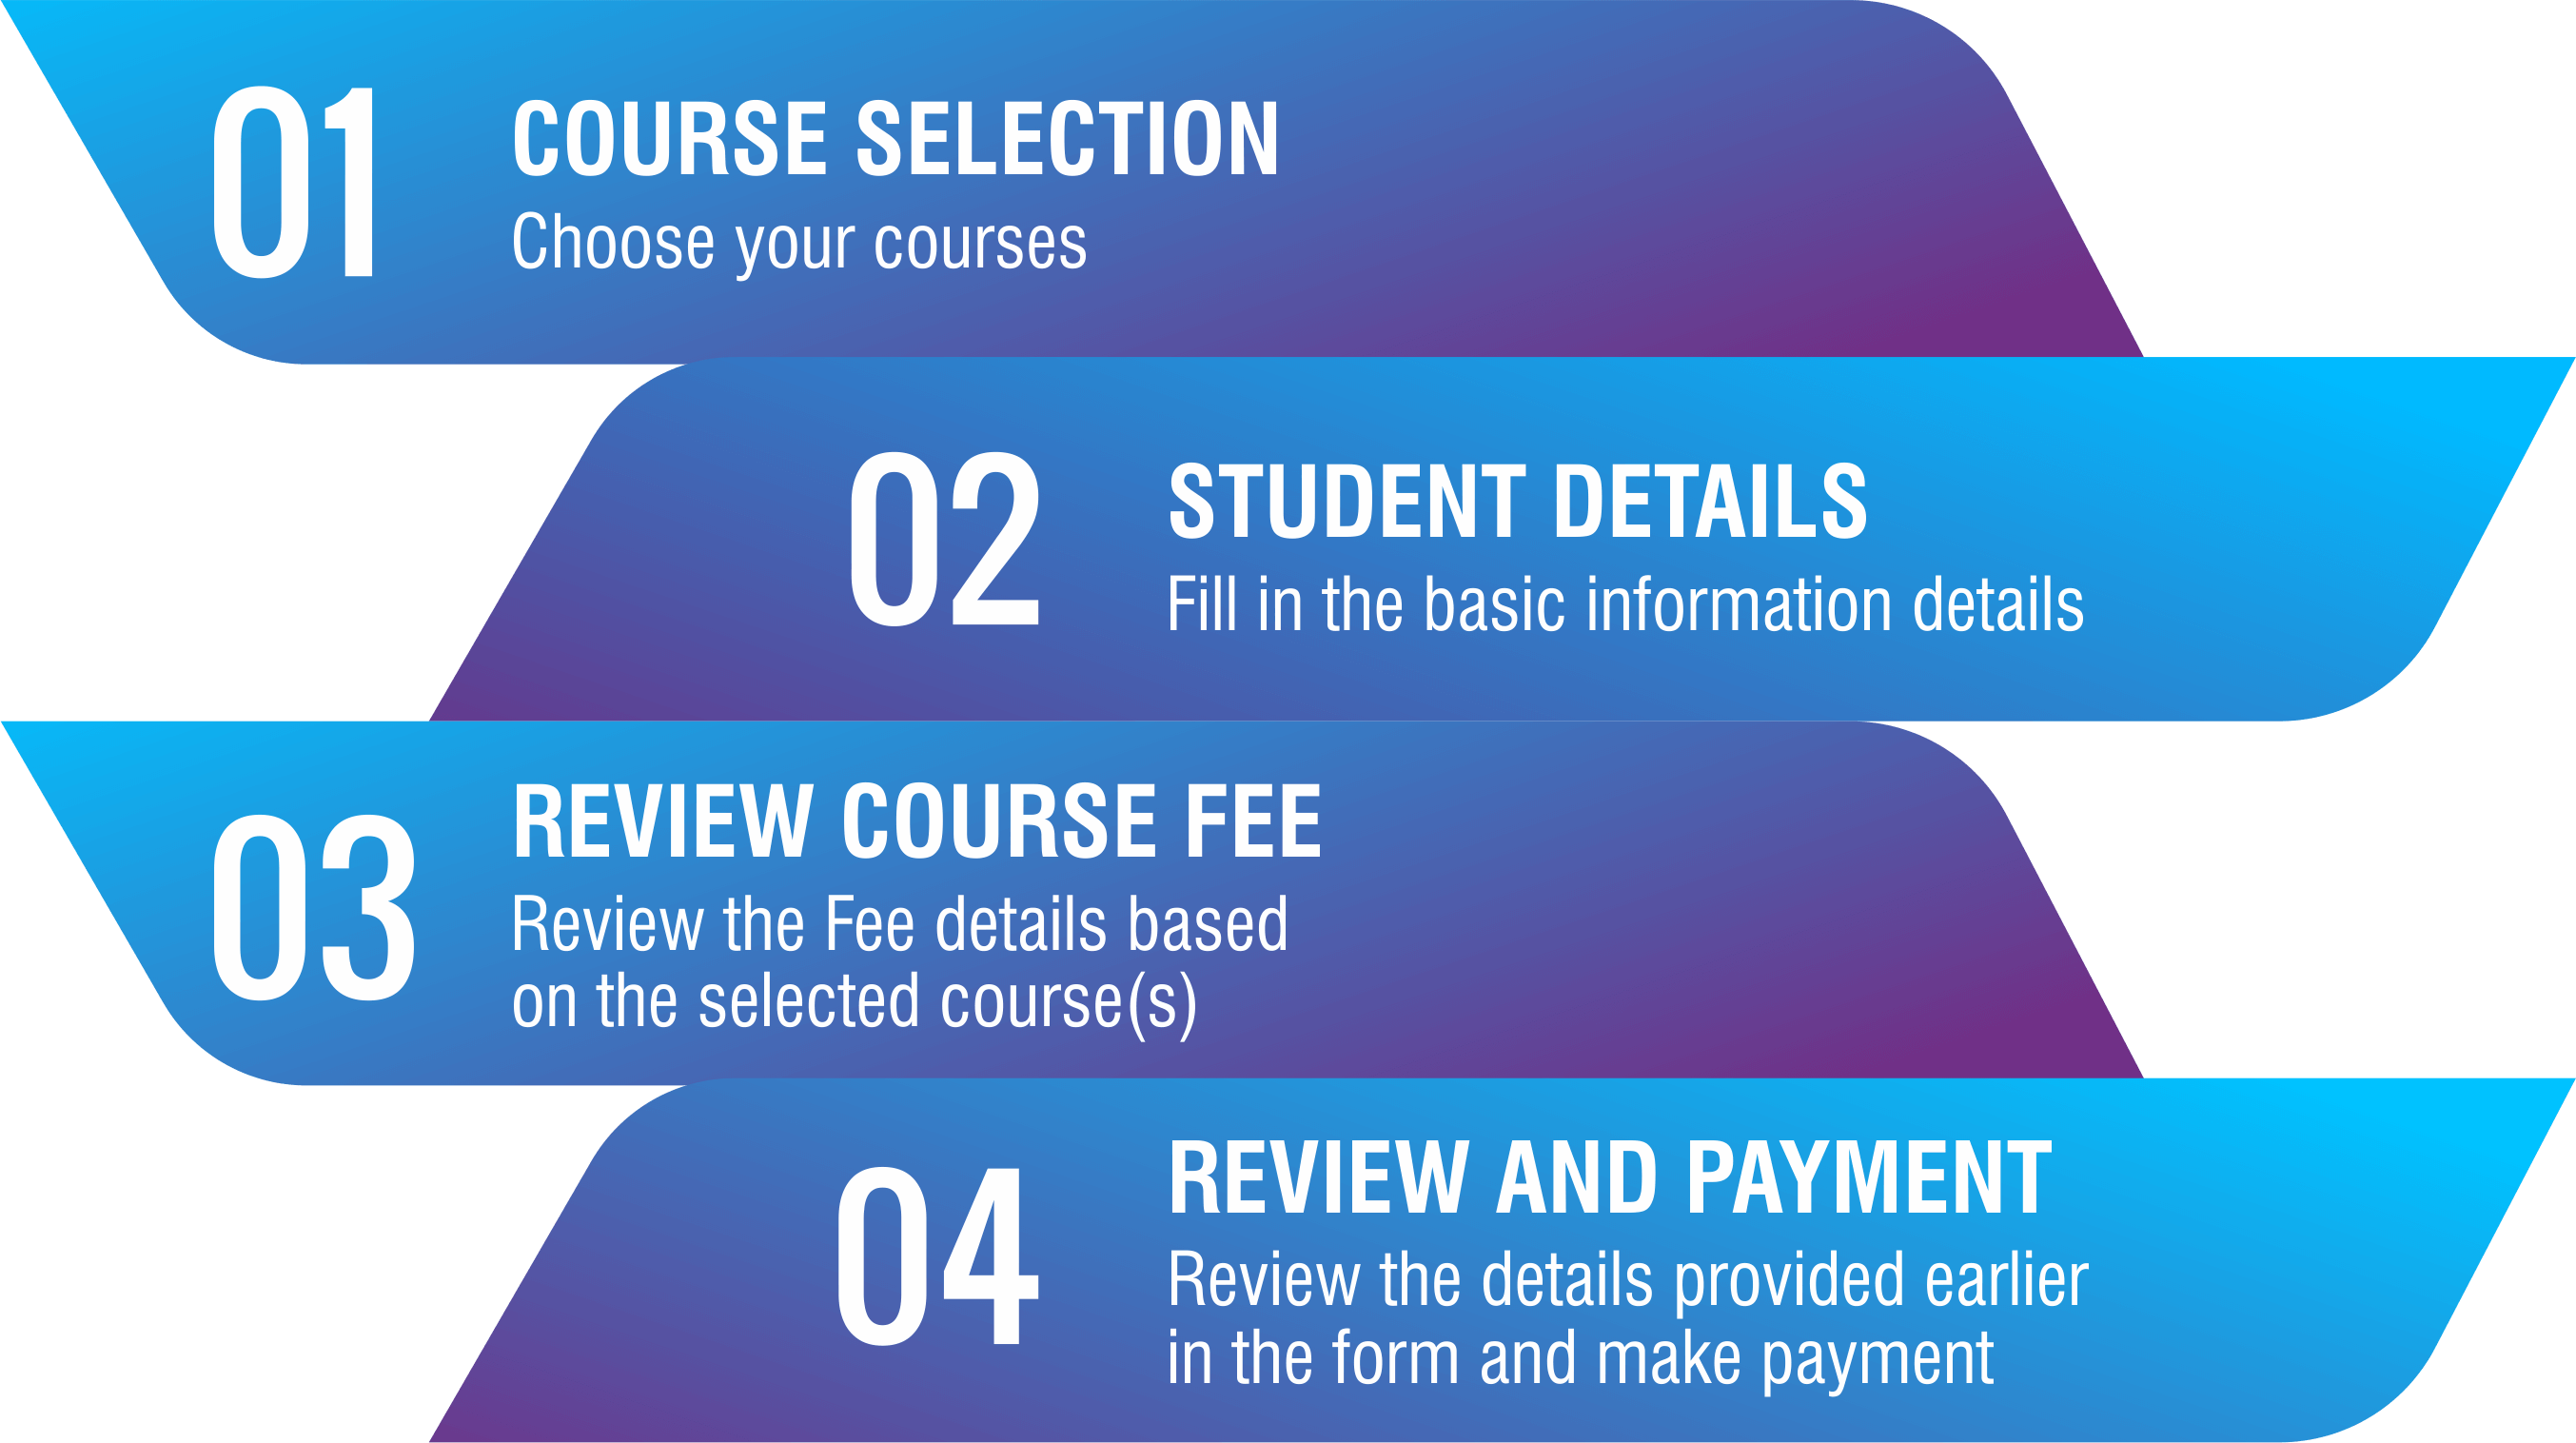 01
COURSE SELECTION
Choose your courses
02
STUDENT DETAILS
Fill in the basic information details
03
REVIEW COURSE FEE
Review the Fee details based
on the selected course(s)
04
REVIEW AND PAYMENT
Review the details provided earlier
in the form and make payment